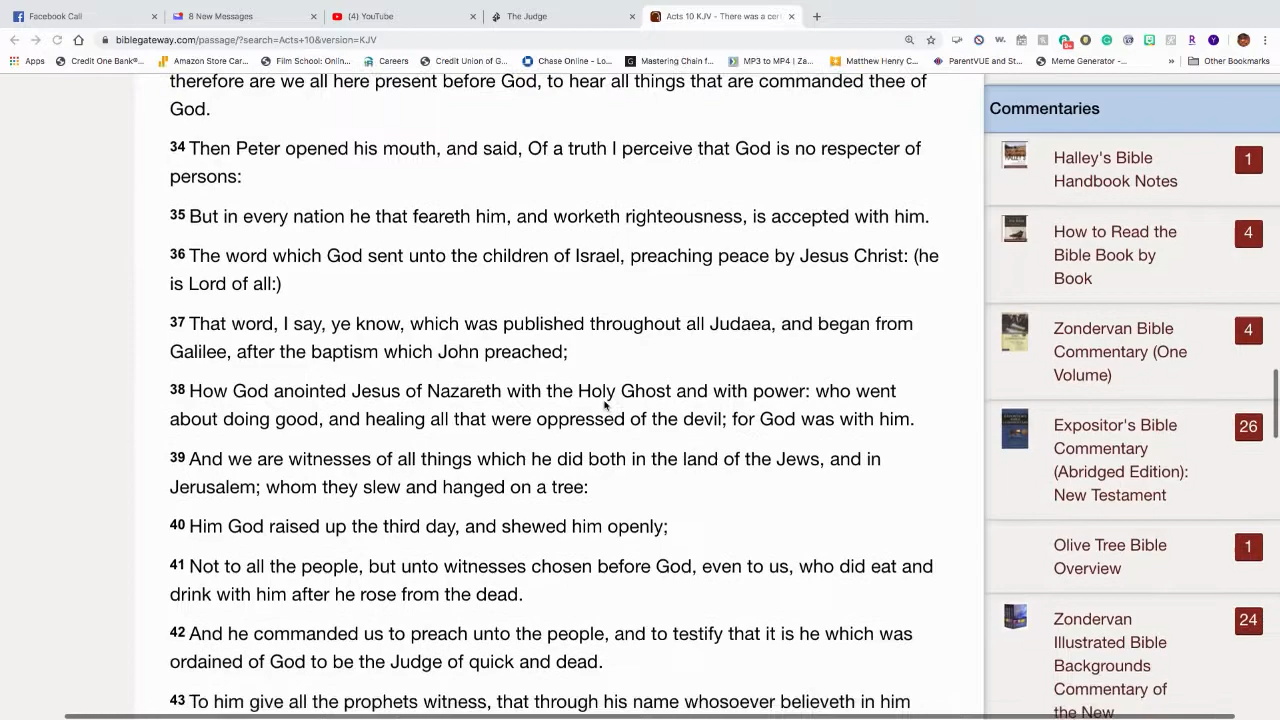 Facebook Call
8 New Messages
(4) YouTube
The Judge
Acts 10 KJV - There was a cer
biblegateway.com/passage/?search=Acts+10&version=KJV
Apps
Credit One Bank®...
Amazon Store Car...
Film School: Onlin...
Careers
Credit Union of G...
Chase Online - Lo...
Mastering Chain f...
MP3 to MP4 | Za...
Matthew Henry C...
ParentVUE and St...
Meme Generator -...
»
Other Bookmarks
therefore are we all here present before God, to hear all things that are commanded thee of
God.
34 Then Peter opened his mouth, and said, Of a truth I perceive that God is no respecter of
persons:
35 But in every nation he that feareth him, and worketh righteousness, is accepted with him.
36 The word which God sent unto the children of Israel, preaching peace by Jesus Christ: (he
is Lord of all:)
37 That word, I say, ye know, which was published throughout all Judaea, and began from
Galilee, after the baptism which John preached;
38 How God anointed Jesus of Nazareth with the Holy Ghost and with power: who went
about doing good, and healing all that were oppressed of the devil; for God was with him.
39 And we are witnesses of all things which he did both in the land of the Jews, and in
Jerusalem; whom they slew and hanged on a tree:
40 Him God raised up the third day, and shewed him openly;
41 Not to all the people, but unto witnesses chosen before God, even to us, who did eat and
drink with him after he rose from the dead.
42 And he commanded us to preach unto the people, and to testify that it is he which was
ordained of God to be the Judge of quick and dead.
43 To him give all the prophets witness, that through his name whosoever believeth in him
Commentaries
Halley's Bible
Handbook Notes
1
How to Read the
Bible Book by
Book
4
Zondervan Bible
Commentary (One
Volume)
4
Expositor's Bible
Commentary
(Abridged Edition):
New Testament
26
Olive Tree Bible
Overview
1
Zondervan
Illustrated Bible
Backgrounds
Commentary of
the New
24